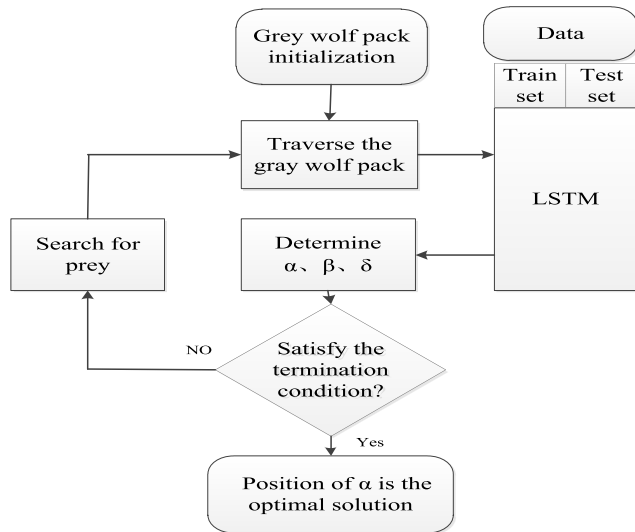 Grey wolf pack
initialization
Data
Train
set
Test
set
Traverse the
gray wolf pack
LSTM
Search for
prey
Determine
α、β、δ
NO
Satisfy the
termination
condition?
Yes
Position of α is the
optimal solution